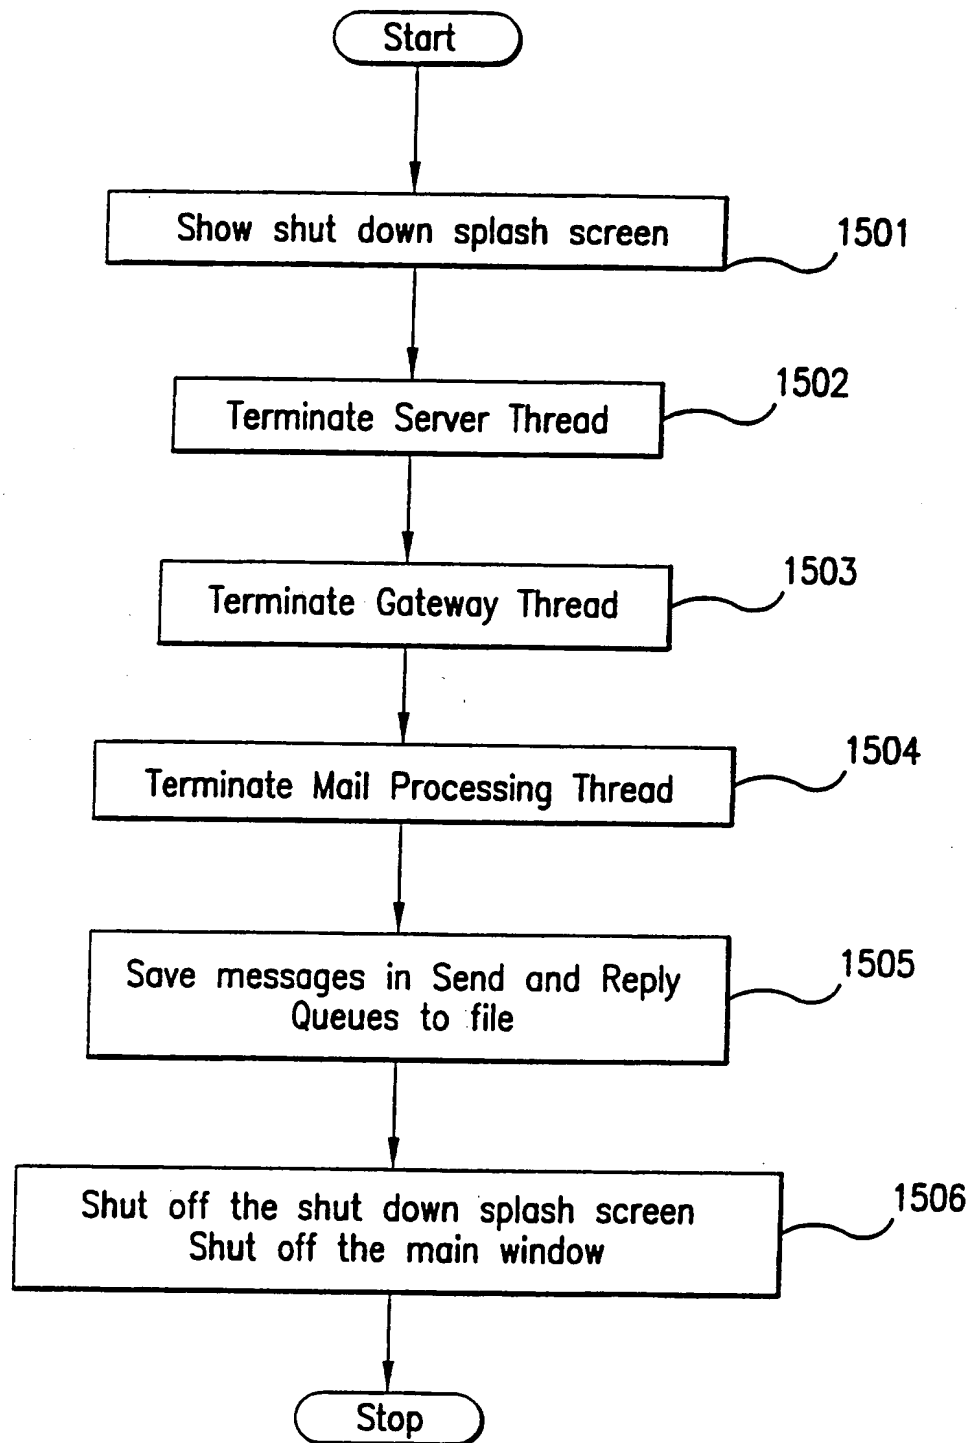 Start
Show shut down splash screen
1501
Terminate Server Thread
1502
Terminate Gateway Thread
1503
Terminate Mail Processing Thread
1504
Save messages in Send and Reply
Queues to file
1505
Shut off the shut down splash screen
Shut off the main window
1506
Stop